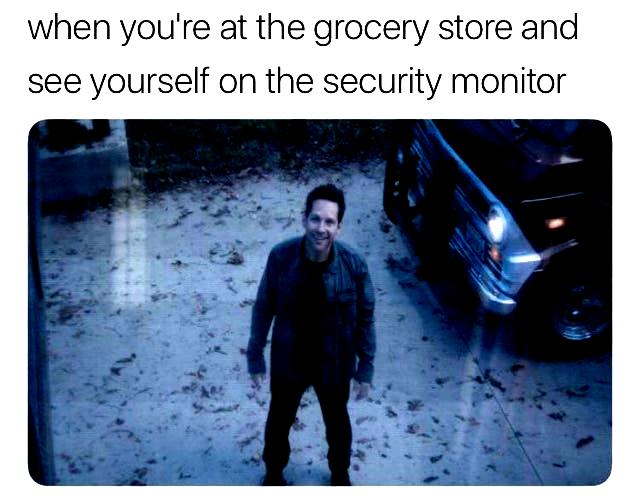 when you're at the grocery store and
see yourself on the security monitor